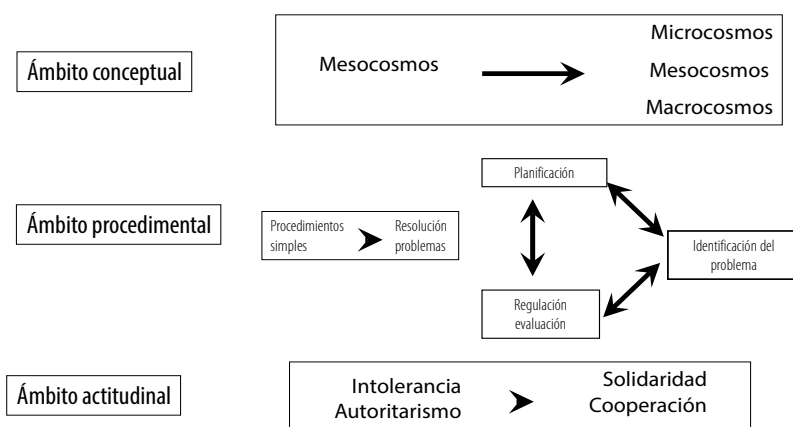 Ámbito conceptual
Mesocosmos
Microcosmos
Mesocosmos
Macrocosmos
Ámbito procedimental
Procedimientos
simples
Resolución
problemas
Planificación
Identificación del
problema
Regulación
evaluación
Ámbito actitudinal
Intolerancia
Autoritarismo
Solidaridad
Cooperación